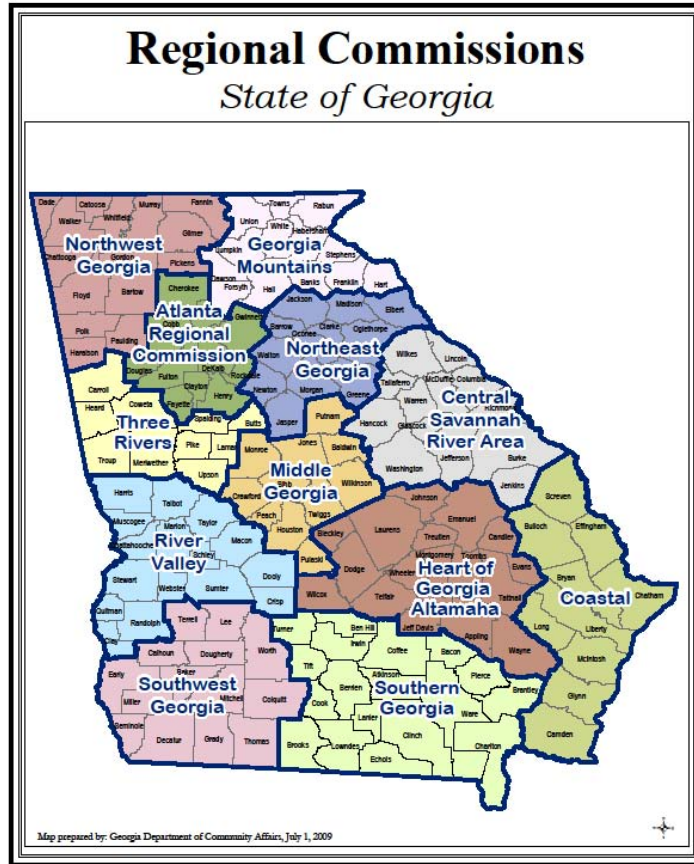 Regional Commissions
State of Georgia
Dade
Catoosa
Murray
Fannin
Walker
Whitfield
Gilmer
Northwest
Georgia
Chattooga
Gordon
Pickens
Floyd
Bartow
Polk
Paulding
Haralson
Towns
Rabun
Union
White
Habersham
Georgia
Mountains
Lumpkin
Stephens
Dawson
Forsyth
Hall
Banks
Franklin
Hart
Cherokee
Atlanta
Regional
Commission
Cobb
Gwinnett
Douglas
Fulton
DeKalb
Rockdale
Clayton
Fayette
Henry
Jackson
Madison
Elbert
Barrow
Clarke
Oglethorpe
Oconee
Walton
Northeast
Georgia
Newton
Morgan
Greene
Jasper
Wilkes
Lincoln
Taliaferro
McDuffie
Columbia
Warren
Central
Savannah
River Area
Richmond
Hancock
Glascock
Jefferson
Burke
Washington
Jenkins
Carroll
Heard
Coweta
Spalding
Butts
Three
Rivers
Pike
Lamar
Troup
Meriwether
Upson
Putnam
Jones
Monroe
Baldwin
Middle
Georgia
Bibb
Crawford
Wilkinson
Peach
Twiggs
Houston
Bleckley
Pulaski
Harris
Talbot
Muscogee
Taylor
Marion
Macon
Chattahoochee
Schley
River
Valley
Stewart
Webster
Sumter
Dooly
Quitman
Randolph
Crisp
Clay
Johnson
Emanuel
Laurens
Treutlen
Candler
Montgomery
Toombs
Evans
Dodge
Wheeler
Heart of
Georgia
Altamaha
Tattnall
Wilcox
Telfair
Jeff Davis
Appling
Wayne
Screven
Bulloch
Effingham
Bryan
Chatham
Coastal
Long
Liberty
McIntosh
Glynn
Camden
Terrell
Lee
Calhoun
Dougherty
Worth
Early
Baker
Southwest
Georgia
Miller
Mitchell
Colquitt
Seminole
Decatur
Grady
Thomas
Turner
Ben Hill
Irwin
Coffee
Bacon
Tift
Pierce
Atkinson
Brantley
Berrien
Southern
Georgia
Cook
Lanier
Ware
Clinch
Brooks
Lowndes
Echols
Charlton
Map prepared by: Georgia Department of Community Affairs, July 1, 2009